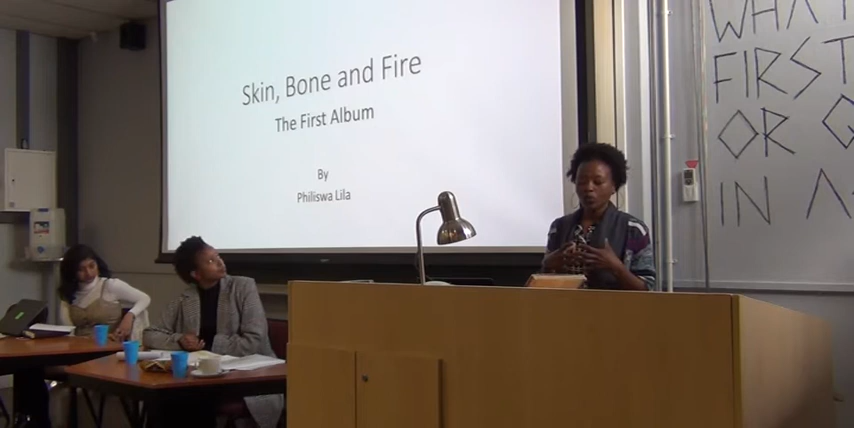 Skin, Bone and Fire
The First Album
By
Philiswa Lila
WHAT
FIRST
OR
IN